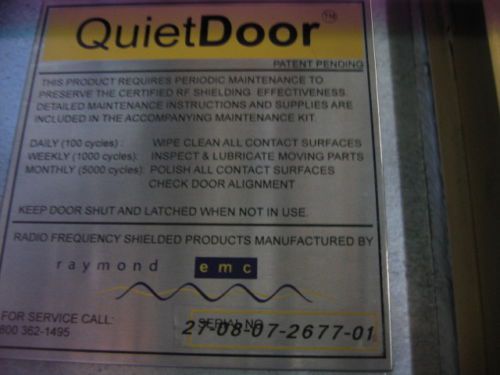 QuietDoor™
PATENT PENDING
THIS PRODUCT REQUIRES PERIODIC MAINTENANCE TO
PRESERVE THE CERTIFIED RF SHIELDING EFFECTIVENESS.
DETAILED MAINTENANCE INSTRUCTIONS AND SUPPLIES ARE
INCLUDED IN THE ACCOMPANYING MAINTENANCE KIT.
DAILY (100 cycles) : WIPE CLEAN ALL CONTACT SURFACES
WEEKLY (1000 cycles): INSPECT & LUBRICATE MOVING PARTS
MONTHLY (5000 cycles): POLISH ALL CONTACT SURFACES
CHECK DOOR ALIGNMENT
KEEP DOOR SHUT AND LATCHED WHEN NOT IN USE.
RADIO FREQUENCY SHIELDED PRODUCTS MANUFACTURED BY
raymond emc
FOR SERVICE CALL:
800 362-1495
SERIAL NO
27-08-07-2677-01